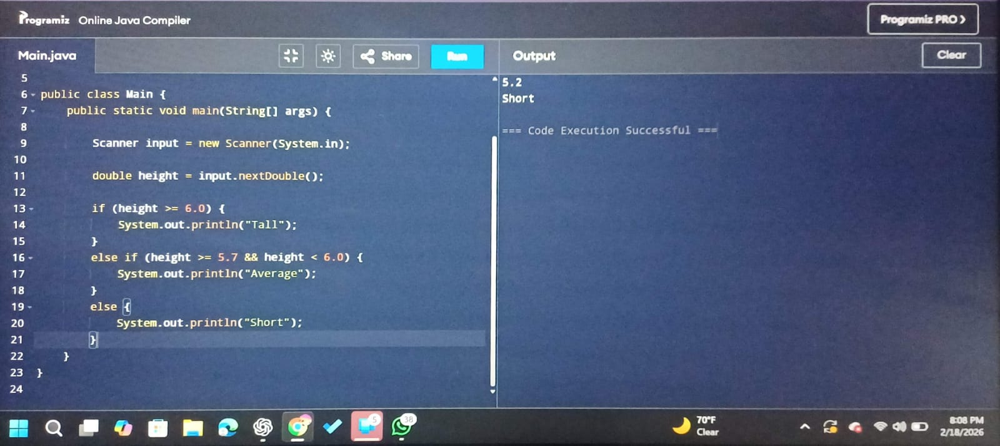 Programiz Online Java Compiler
Programiz PRO >
Main.java
Share
Run
Output
Clear
5
6 public class Main {
7 public static void main(String[] args) {
8
9 Scanner input = new Scanner(System.in);
10
11 double height = input.nextDouble();
12
13 if (height >= 6.0) {
14 System.out.println("Tall");
15 }
16 else if (height >= 5.7 && height < 6.0) {
17 System.out.println("Average");
18 }
19 else {
20 System.out.println("Short");
21 }
22 }
23 }
24
5.2
Short
=== Code Execution Successful ===
5
38
70°F
Clear
8:08 PM
2/18/2026